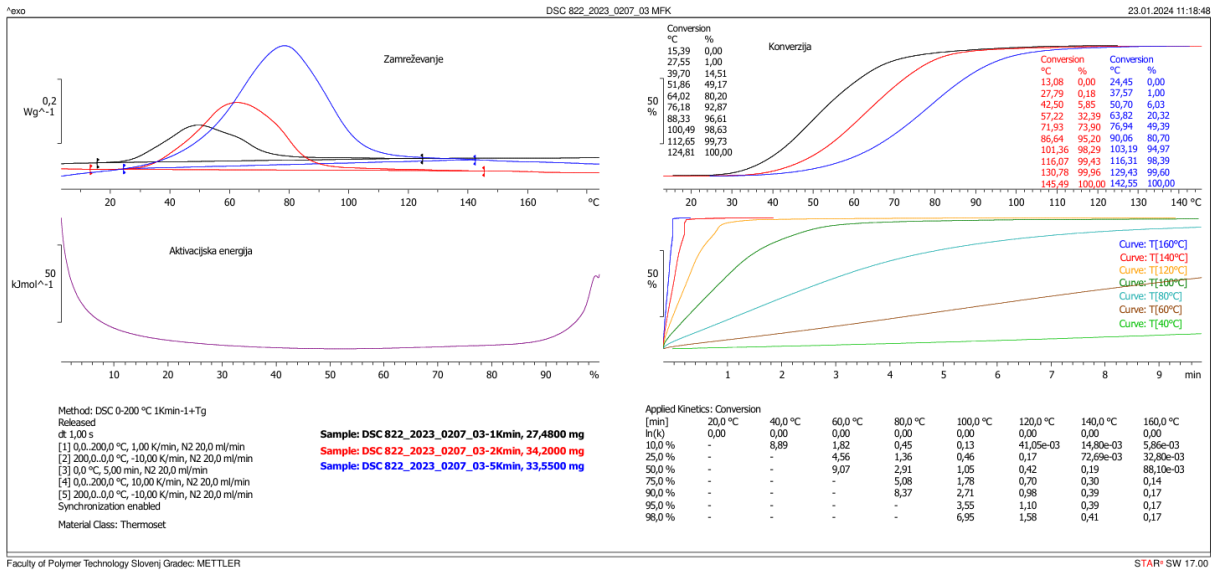 ^exo
DSC 822_2023_0207_03 MFK
23.01.2024 11:18:48
Zamreževanje
0,2
Wg^-1
20 40 60 80 100 120 140 160 °C
Konverzija
Conversion
°C %
15,39 0,00
27,55 1,00
39,70 14,51
51,86 49,17
64,02 80,20
76,18 92,87
88,33 96,61
100,49 98,63
112,65 99,73
124,81 100,00
50
%
Conversion
°C %
13,08 0,00
27,79 0,18
42,50 5,85
57,22 32,39
71,93 73,90
86,64 95,20
101,36 98,29
116,07 99,43
130,78 99,96
145,49 100,00
Conversion
°C %
24,45 0,00
37,57 1,00
50,70 6,03
63,82 20,32
76,94 49,39
90,06 80,70
103,19 94,97
116,31 98,39
129,43 99,60
142,55 100,00
20 30 40 50 60 70 80 90 100 110 120 130 140 °C
Aktivacijska energija
50
kJmol^-1
10 20 30 40 50 60 70 80 90 %
50
%
Curve: T[160°C]
Curve: T[140°C]
Curve: T[120°C]
Curve: T[100°C]
Curve: T[80°C]
Curve: T[60°C]
Curve: T[40°C]
1 2 3 4 5 6 7 8 9 min
Method: DSC 0-200 °C 1Kmin-1+Tg
Released
dt 1,00 s
[1] 0,0..200,0 °C, 1,00 K/min, N2 20,0 ml/min
[2] 200,0..0,0 °C, -10,00 K/min, N2 20,0 ml/min
[3] 0,0 °C, 5,00 min, N2 20,0 ml/min
[4] 0,0..200,0 °C, 10,00 K/min, N2 20,0 ml/min
[5] 200,0..0,0 °C, -10,00 K/min, N2 20,0 ml/min
Synchronization enabled
Material Class: Thermoset
Sample: DSC 822_2023_0207_03-1Kmin, 27,4800 mg
Sample: DSC 822_2023_0207_03-2Kmin, 34,2000 mg
Sample: DSC 822_2023_0207_03-5Kmin, 33,5500 mg
Applied Kinetics: Conversion
[min] 20,0 °C 40,0 °C 60,0 °C 80,0 °C 100,0 °C 120,0 °C 140,0 °C 160,0 °C
ln(k) 0,00 0,00 0,00 0,00 0,00 0,00 0,00 0,00
10,0 % - 8,89 1,82 0,45 0,13 41,05e-03 14,80e-03 5,86e-03
25,0 % - - 4,56 1,36 0,46 0,17 72,69e-03 32,80e-03
50,0 % - - 9,07 2,91 1,05 0,42 0,19 88,10e-03
75,0 % - - - 5,08 1,78 0,70 0,30 0,14
90,0 % - - - 8,37 2,71 0,98 0,39 0,17
95,0 % - - - - 3,55 1,10 0,39 0,17
98,0 % - - - - 6,95 1,58 0,41 0,17
Faculty of Polymer Technology Slovenj Gradec: METTLER
STARe SW 17.00